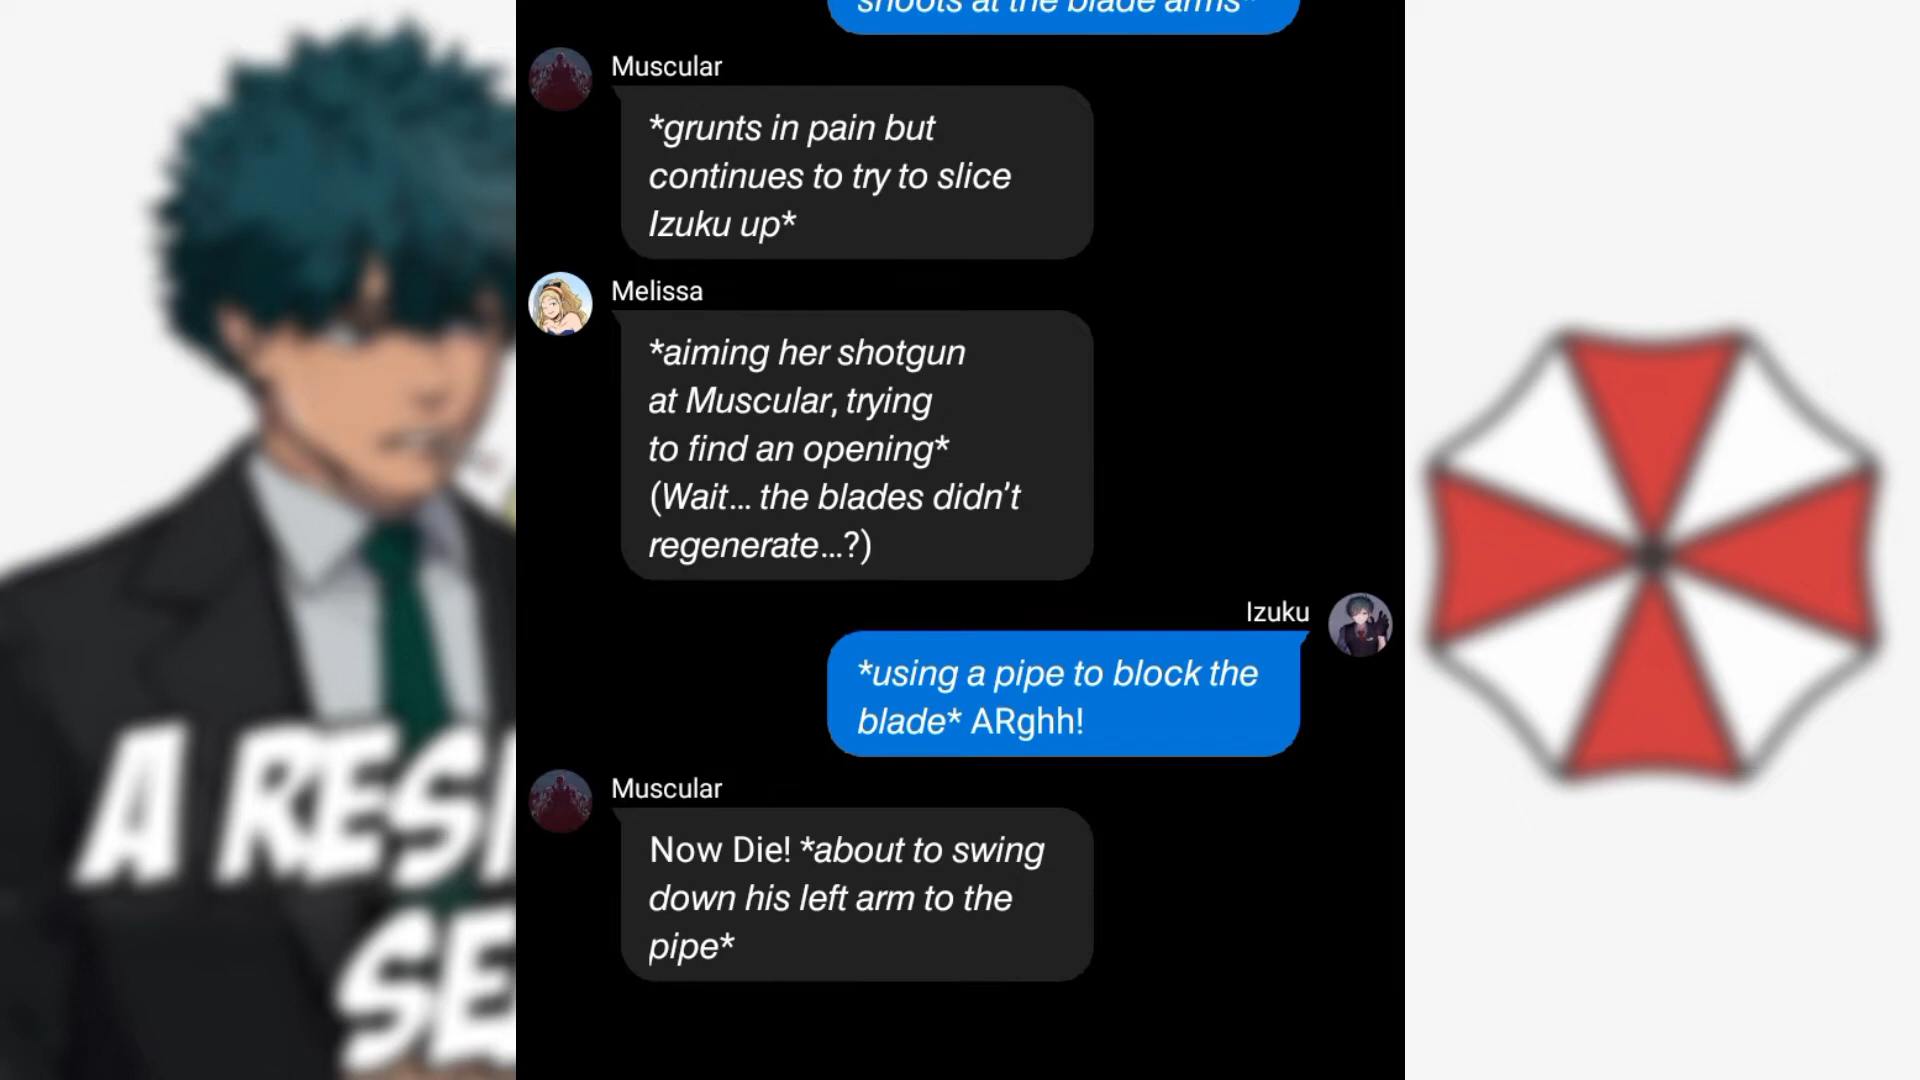 shoots at the blade arms*
Muscular
*grunts in pain but
continues to try to slice
Izuku up*
Melissa
*aiming her shotgun
at Muscular, trying
to find an opening*
(Wait... the blades didn't
regenerate...?)
Izuku
*using a pipe to block the
blade* ARghh!
Muscular
Now Die! *about to swing
down his left arm to the
pipe*
A RESI
SE